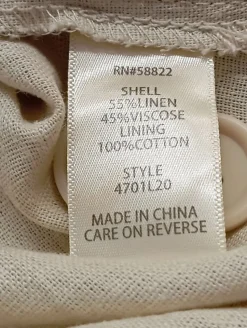 RN#58822
SHELL
55%LINEN
45%VISCOSE
LINING
100%COTTON
STYLE
4701L20
MADE IN CHINA
CARE ON REVERSE